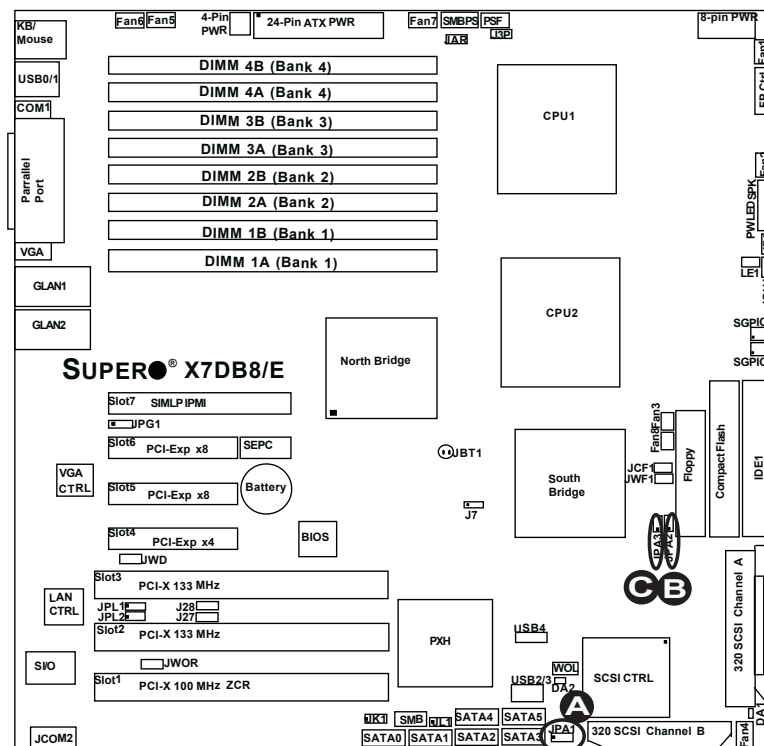 KB/
Mouse
Fan6
Fan5
4-Pin
PWR
24-Pin ATX PWR
Fan7
SMBPS
PSF
JAR
J3P
8-pin PWR
Fan1
USB0/1
COM1
Parrallel
Port
VGA
GLAN1
GLAN2
DIMM 4B (Bank 4)
DIMM 4A (Bank 4)
DIMM 3B (Bank 3)
DIMM 3A (Bank 3)
DIMM 2B (Bank 2)
DIMM 2A (Bank 2)
DIMM 1B (Bank 1)
DIMM 1A (Bank 1)
CPU1
CPU2
PWLEDSPK
LE1
SGPIO
SGPIO
SUPER® X7DB8/E
North Bridge
Slot7 SIMLP IPMI
JPG1
Slot6
PCI-Exp x8
SEPC
VGA
CTRL
Slot5
PCI-Exp x8
Battery
Slot4
PCI-Exp x4
BIOS
JWD
JBT1
J7
South
Bridge
Fan8
Fan3
JCF1
JWF1
Floppy
Compact Flash
IDE1
JPA3
JPA2
C
B
Slot3
PCI-X 133 MHz
LAN
CTRL
JPL1
JPL2
J28
J27
Slot2
PCI-X 133 MHz
S/IO
JWOR
Slot1
PCI-X 100 MHz ZCR
PXH
USB4
USB2/3
WOL
DA2
SCSI CTRL
320 SCSI Channel A
DA1
A
JCOM2
JK1
SMB
JL1
SATA4
SATA5
SATA0
SATA1
SATA2
SATA3
JPA1
320 SCSI Channel B
Fan4